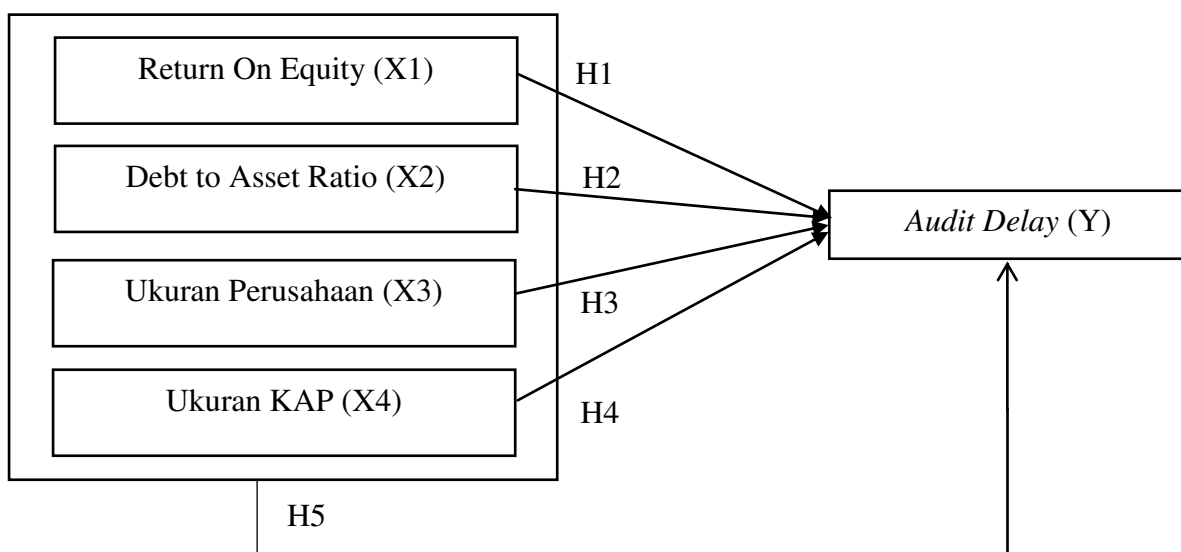 Return On Equity (X1)
H1
Debt to Asset Ratio (X2)
H2
Audit Delay (Y)
Ukuran Perusahaan (X3)
H3
Ukuran KAP (X4)
H4
H5